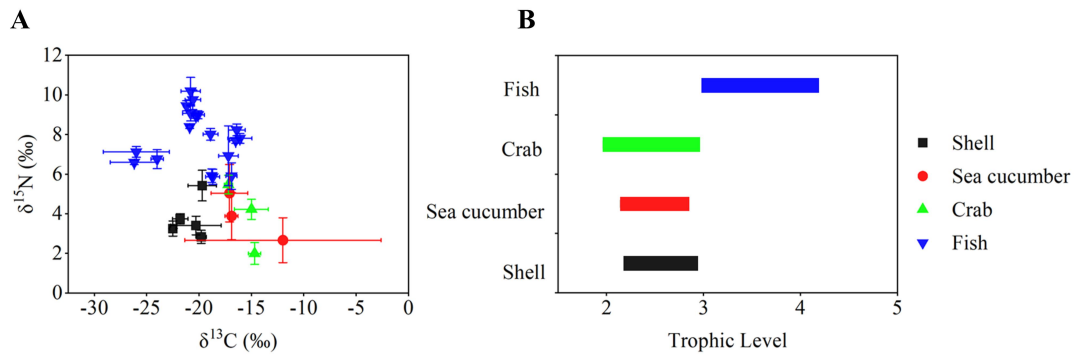 A
B
12
10
8
6
4
2
0
δ15N (‰)
-30 -25 -20 -15 -10 -5 0
δ13C (‰)
Fish
Crab
Sea cucumber
Shell
2 3 4 5
Trophic Level
Shell
Sea cucumber
Crab
Fish